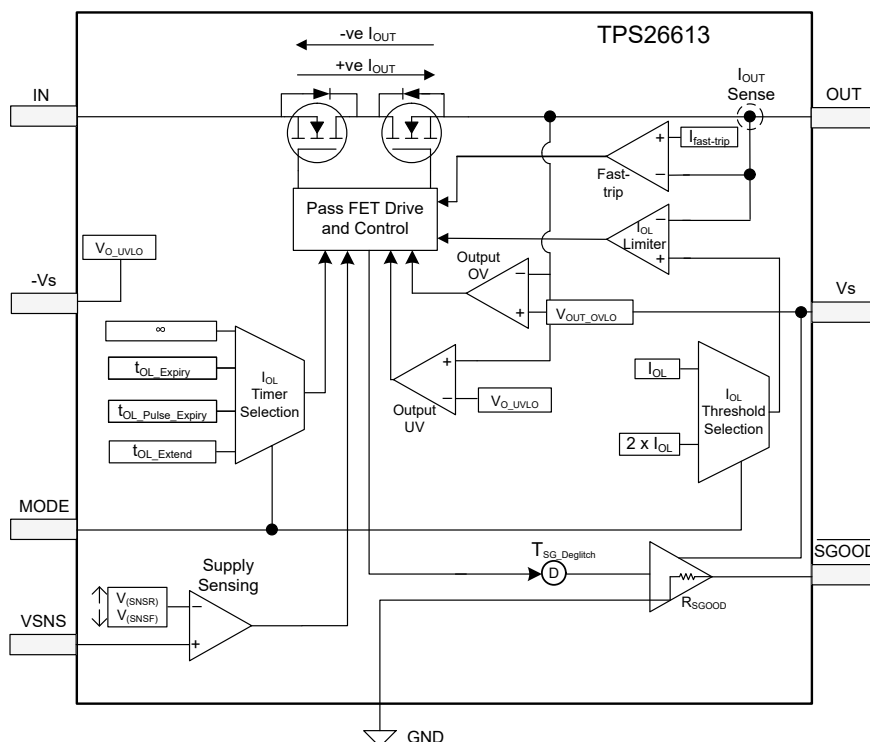 TPS26613
-ve IOUT
+ve IOUT
IN
IOUT
Sense
OUT
Ifast-trip
+
−
Fast-
trip
Pass FET Drive
and Control
−
IOL
Limiter
+
VO_UVLO
-Vs
Output
OV
−
+
VOUT_OVLO
Vs
∞
tOL_Expiry
tOL_Pulse_Expiry
tOL_Extend
IOL
Timer
Selection
+
−
Output
UV
VO_UVLO
IOL
2 x IOL
IOL
Threshold
Selection
MODE
TSG_Deglitch
D
RSGOOD
SGOOD
Supply
Sensing
V(SNSR)
V(SNSF)
−
+
VSNS
GND